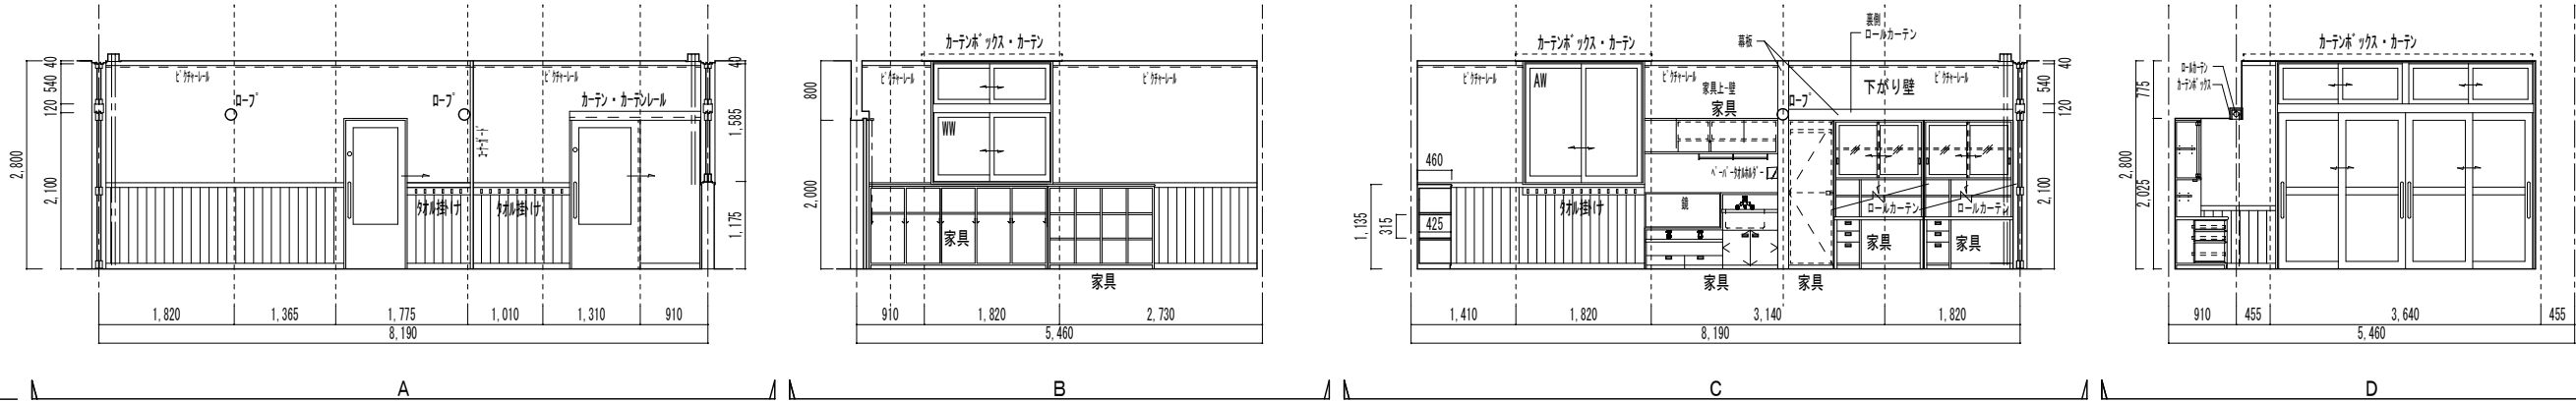 40
540
120
2,800
2,100
ピクチャーレール
ロープ
ロープ
ピクチャーレール
カーテン・カーテンレール
コーナーガード
タオル掛け
タオル掛け
40
1,585
1,175
1,820
1,365
1,775
1,010
1,310
910
8,190
A
カーテンボックス・カーテン
ピクチャーレール
ピクチャーレール
800
2,000
WW
家具
家具
910
1,820
2,730
5,460
B
カーテンボックス・カーテン
ピクチャーレール
AW
ピクチャーレール
家具上-壁
家具
幕板
裏側
ロールカーテン
ロープ
下がり壁
ピクチャーレール
40
540
120
2,100
460
425
1,135
315
タオル掛け
ペーパータオルホルダー
鏡
ロールカーテン
ロールカーテン
家具
家具
家具
家具
1,410
1,820
3,140
1,820
8,190
C
カーテンボックス・カーテン
ロールカーテン
カーテンボックス
775
2,800
2,025
910
455
3,640
455
5,460
D